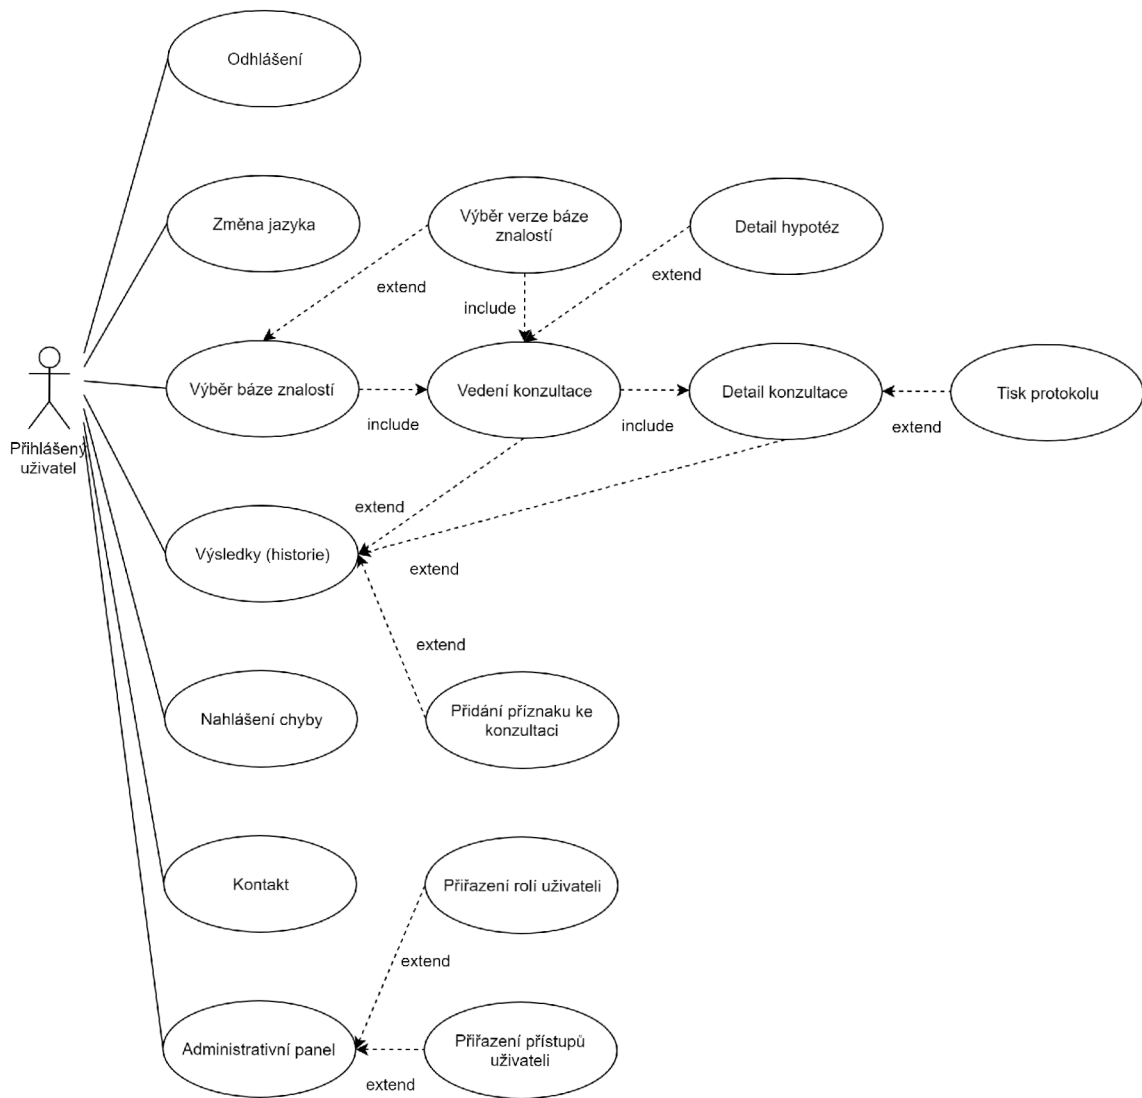 Odhlášení
Změna jazyka
Výběr verze báze
znalostí
Detail hypotéz
extend
extend
include
Přihlášený
uživatel
Výběr báze znalostí
include
Vedení konzultace
include
Detail konzultace
extend
Tisk protokolu
extend
Výsledky (historie)
extend
extend
Nahlášení chyby
Přidání příznaku ke
konzultaci
Kontakt
Přiřazení rolí uživateli
extend
Administrativní panel
extend
Přiřazení přístupů
uživateli